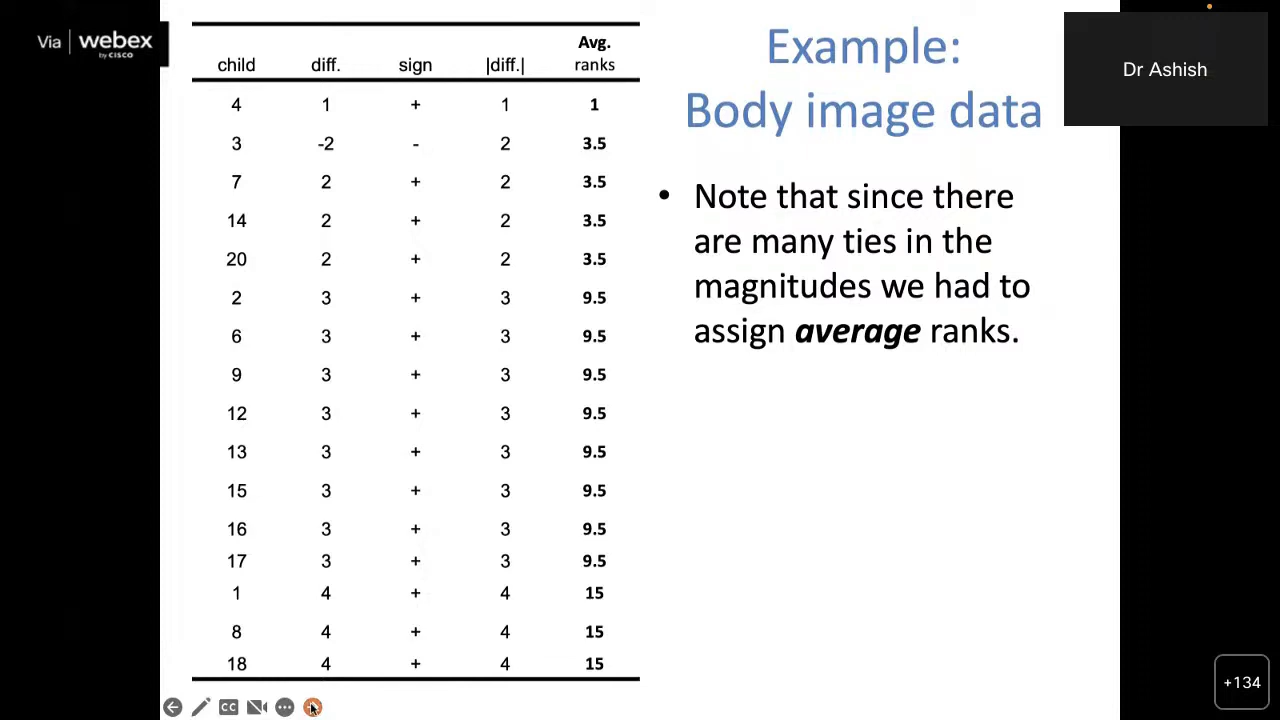 Via | webex
by CISCO
Avg.
child diff. sign |diff.| ranks
4 1 + 1 1
3 -2 - 2 3.5
7 2 + 2 3.5
14 2 + 2 3.5
20 2 + 2 3.5
2 3 + 3 9.5
6 3 + 3 9.5
9 3 + 3 9.5
12 3 + 3 9.5
13 3 + 3 9.5
15 3 + 3 9.5
16 3 + 3 9.5
17 3 + 3 9.5
1 4 + 4 15
8 4 + 4 15
18 4 + 4 15
Example:
Body image data
• Note that since there
are many ties in the
magnitudes we had to
assign average ranks.
Dr Ashish
CC
+134